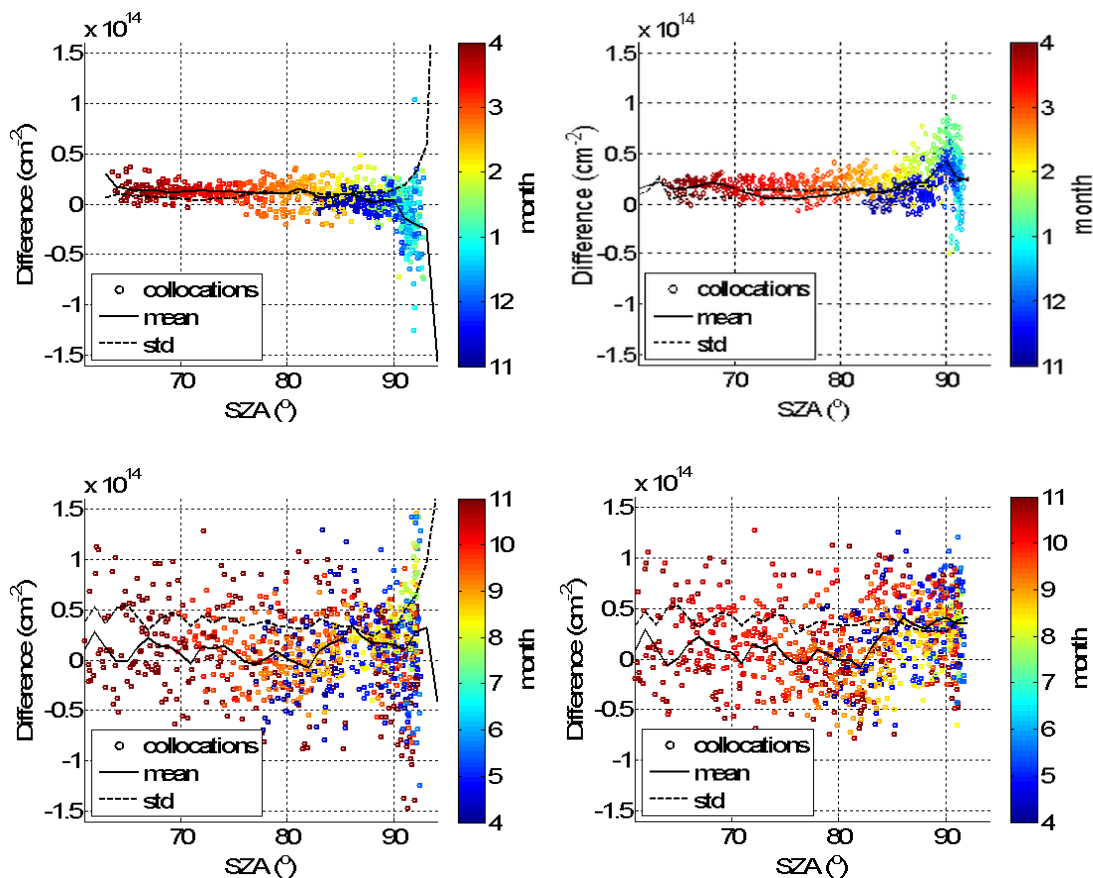 x 10^14
x 10^14
1.5
1
0.5
0
-0.5
-1
-1.5
Difference (cm^-2)
collocations
mean
std
70
80
90
SZA (º)
4
3
2
1
12
11
month
1.5
1
0.5
0
-0.5
-1
-1.5
Difference (cm^-2)
collocations
mean
std
70
80
90
SZA (º)
4
3
2
1
12
11
month
x 10^14
x 10^14
1.5
1
0.5
0
-0.5
-1
-1.5
Difference (cm^-2)
collocations
mean
std
70
80
90
SZA (º)
11
10
9
8
7
6
5
4
month
1.5
1
0.5
0
-0.5
-1
-1.5
Difference (cm^-2)
collocations
mean
std
70
80
90
SZA (º)
11
10
9
8
7
6
5
4
month